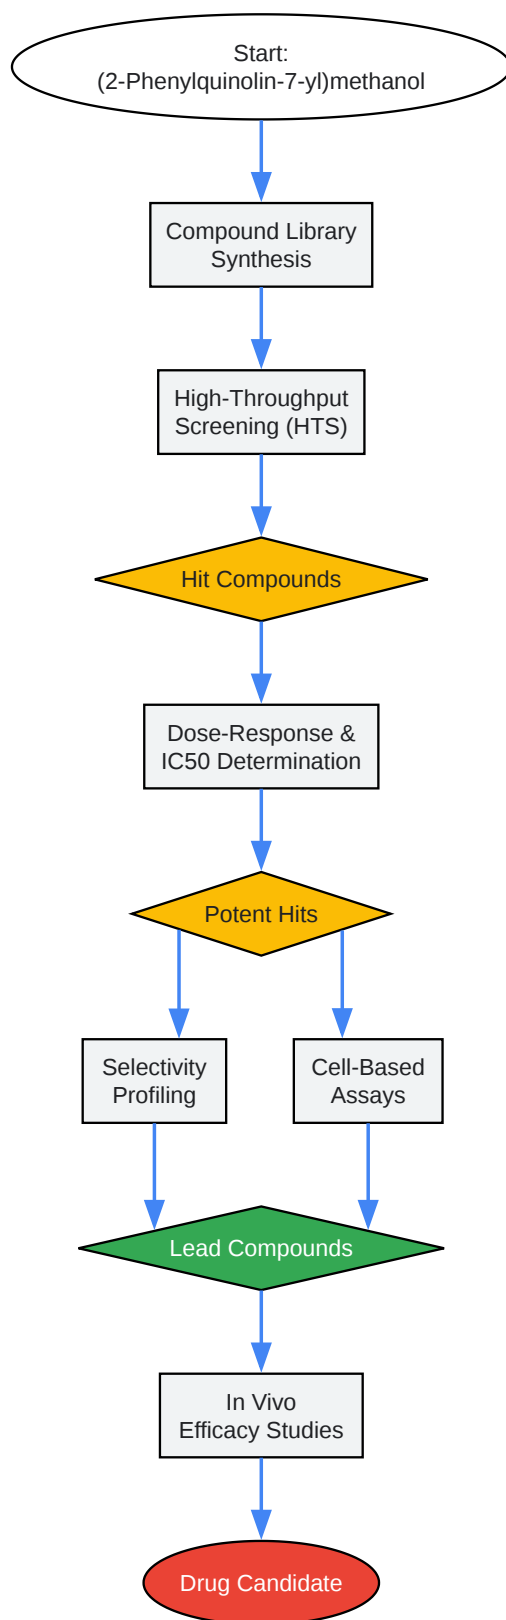 Start:
(2-Phenylquinolin-7-yl)methanol
Compound Library
Synthesis
High-Throughput
Screening (HTS)
Hit Compounds
Dose-Response &
IC50 Determination
Potent Hits
Selectivity
Profiling
Cell-Based
Assays
Lead Compounds
In Vivo
Efficacy Studies
Drug Candidate